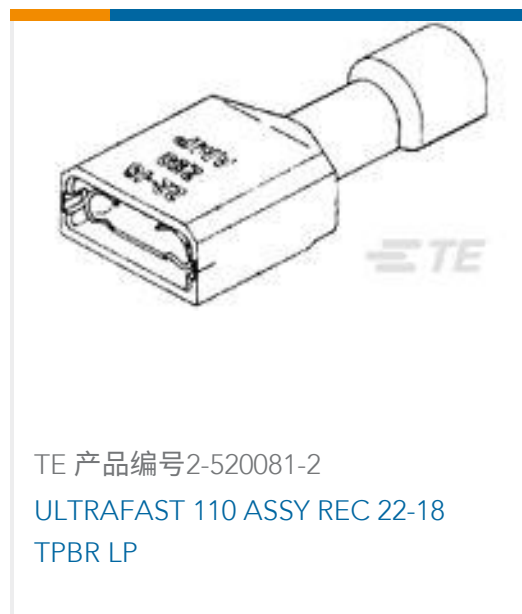 TE
TE 产品编号2-520081-2
ULTRAFAST 110 ASSY REC 22-18
TPBR LP